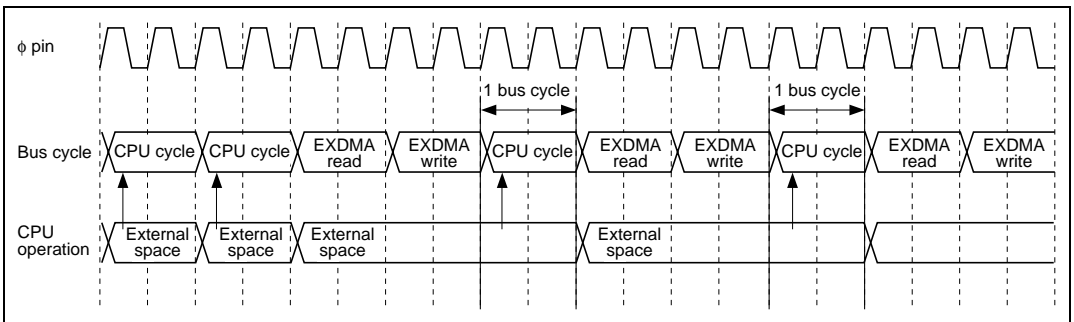 φ pin
1 bus cycle 1 bus cycle
Bus cycle CPU cycle CPU cycle EXDMA read EXDMA write CPU cycle EXDMA read EXDMA write CPU cycle EXDMA read EXDMA write
CPU operation External space External space External space External space